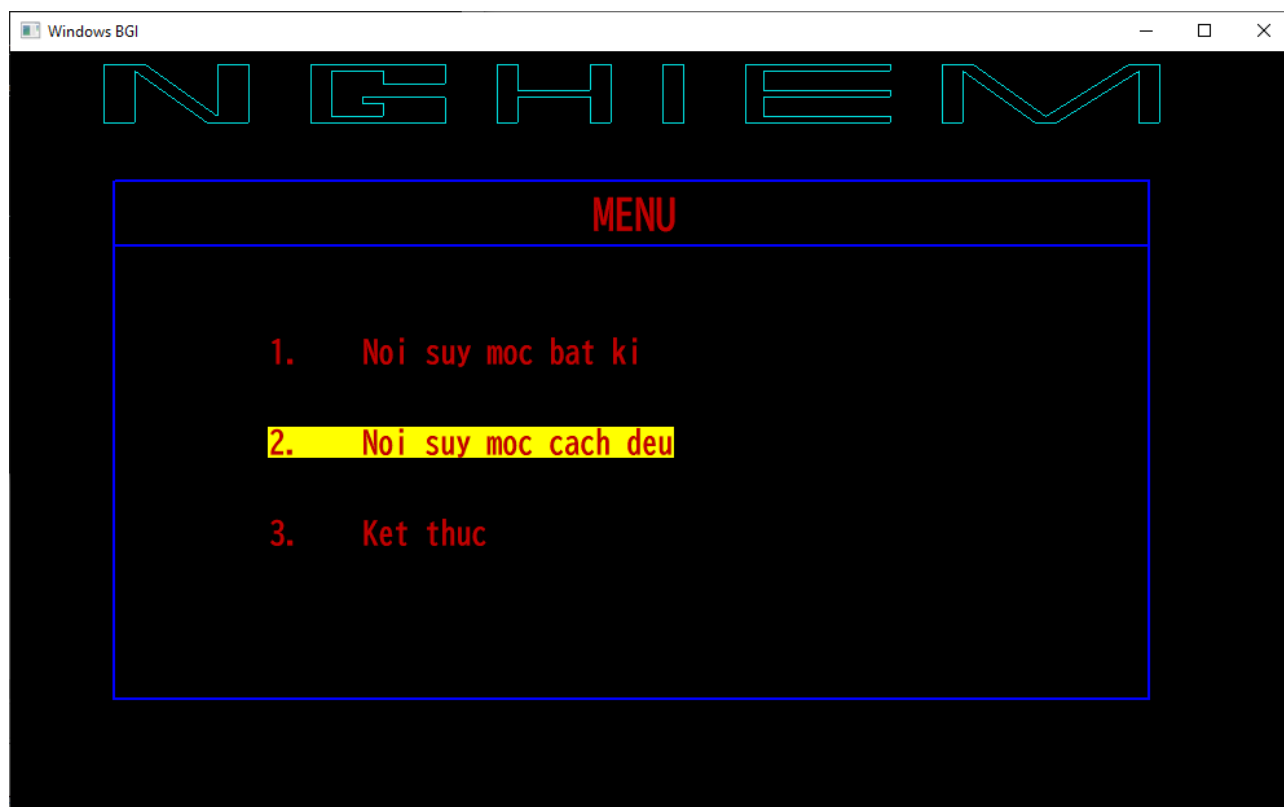 Windows BGI
NGHIEM
MENU
1. Noi suy moc bat ki
2. Noi suy moc cach deu
3. Ket thuc